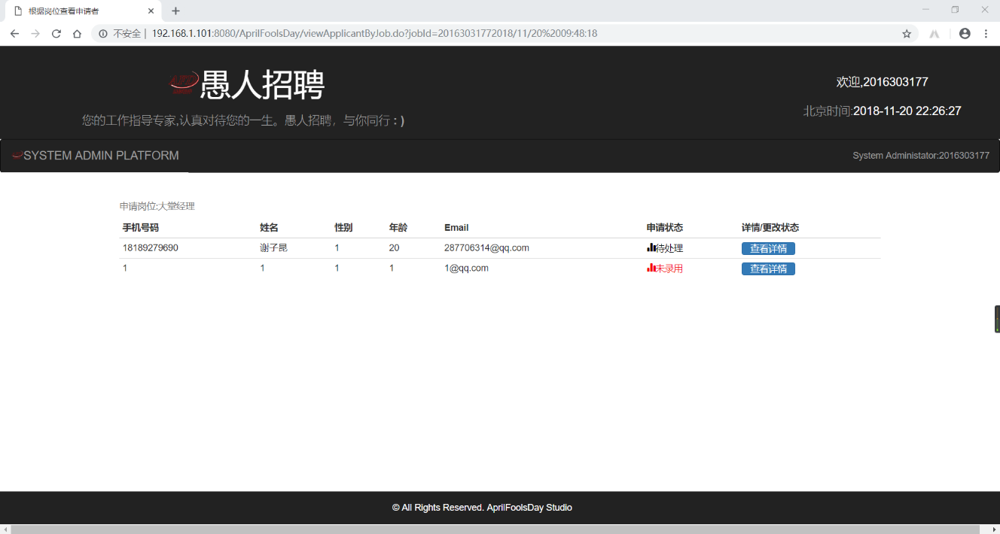 根据岗位查看申请者
不安全 | 192.168.1.101:8080/AprilFoolsDay/viewApplicantByJob.do?jobId=20163031772018/11/20%2009:48:18
愚人招聘
欢迎,2016303177
您的工作指导专家,认真对待您的一生。愚人招聘，与你同行 : )
北京时间:2018-11-20 22:26:27
SYSTEM ADMIN PLATFORM
System Administator:2016303177
申请岗位:大堂经理
手机号码 姓名 性别 年龄 Email 申请状态 详情/更改状态
18189279690 谢子昆 1 20 287706314@qq.com 待处理 查看详情
1 1 1 1 1@qq.com 未录用 查看详情
© All Rights Reserved. AprilFoolsDay Studio